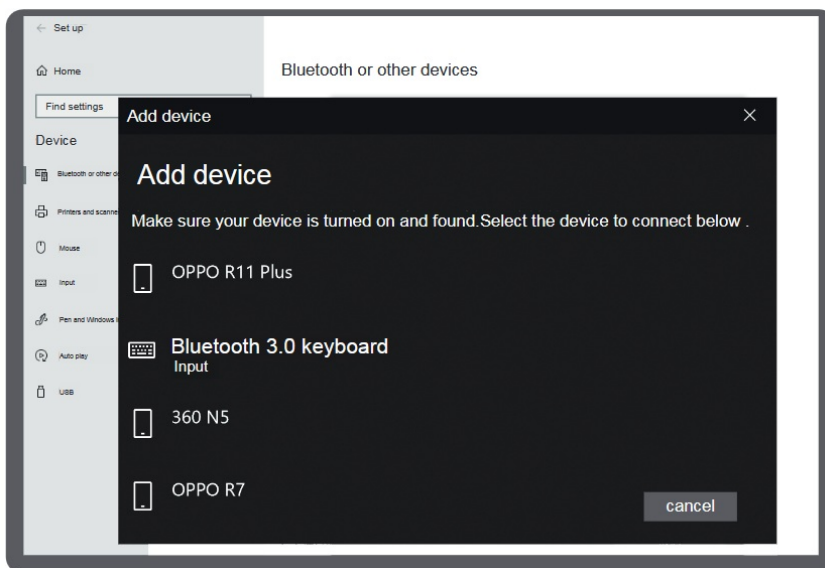 Set up
Home
Find settings
Device
Bluetooth or other d
Printers and scanne
Mouse
Input
Pen and Windows I
Auto play
USB
Bluetooth or other devices
Add device
Add device
Make sure your device is turned on and found.Select the device to connect below .
OPPO R11 Plus
Bluetooth 3.0 keyboard
Input
360 N5
OPPO R7
cancel